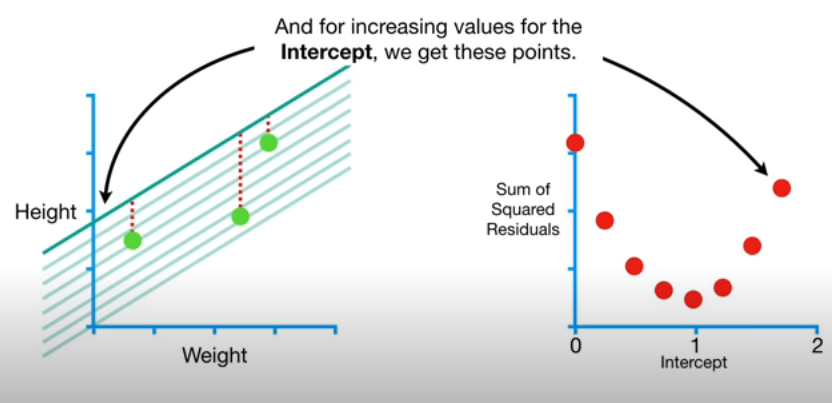 And for increasing values for the
Intercept, we get these points.
Height
Weight
Sum of
Squared
Residuals
0
1
2
Intercept